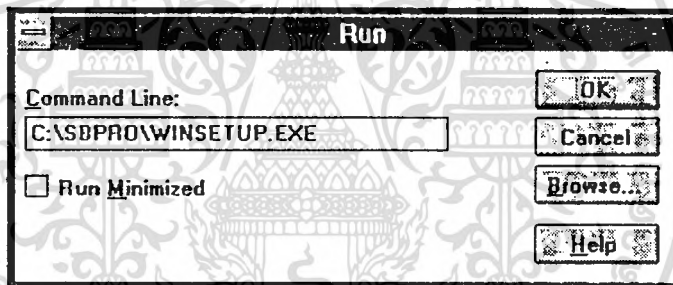 Run
Command Line:
C:\SBPRO\WINSETUP.EXE
Run Minimized
OK
Cancel
Browse...
Help